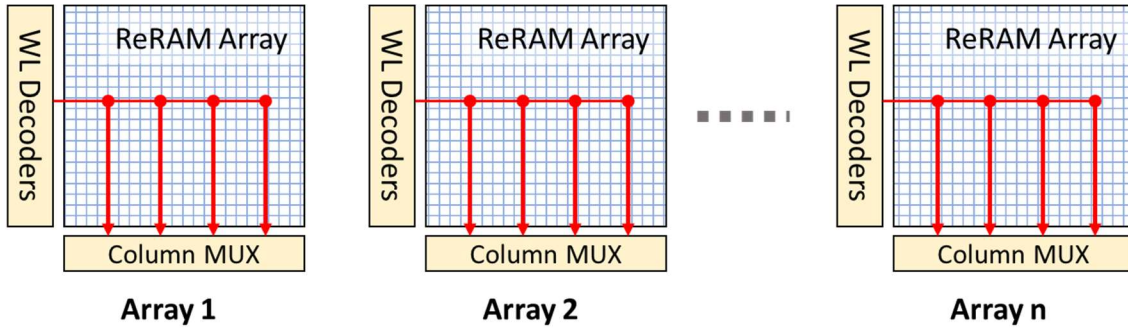 WL Decoders
ReRAM Array
Column MUX
Array 1
WL Decoders
ReRAM Array
Column MUX
Array 2
WL Decoders
ReRAM Array
Column MUX
Array n